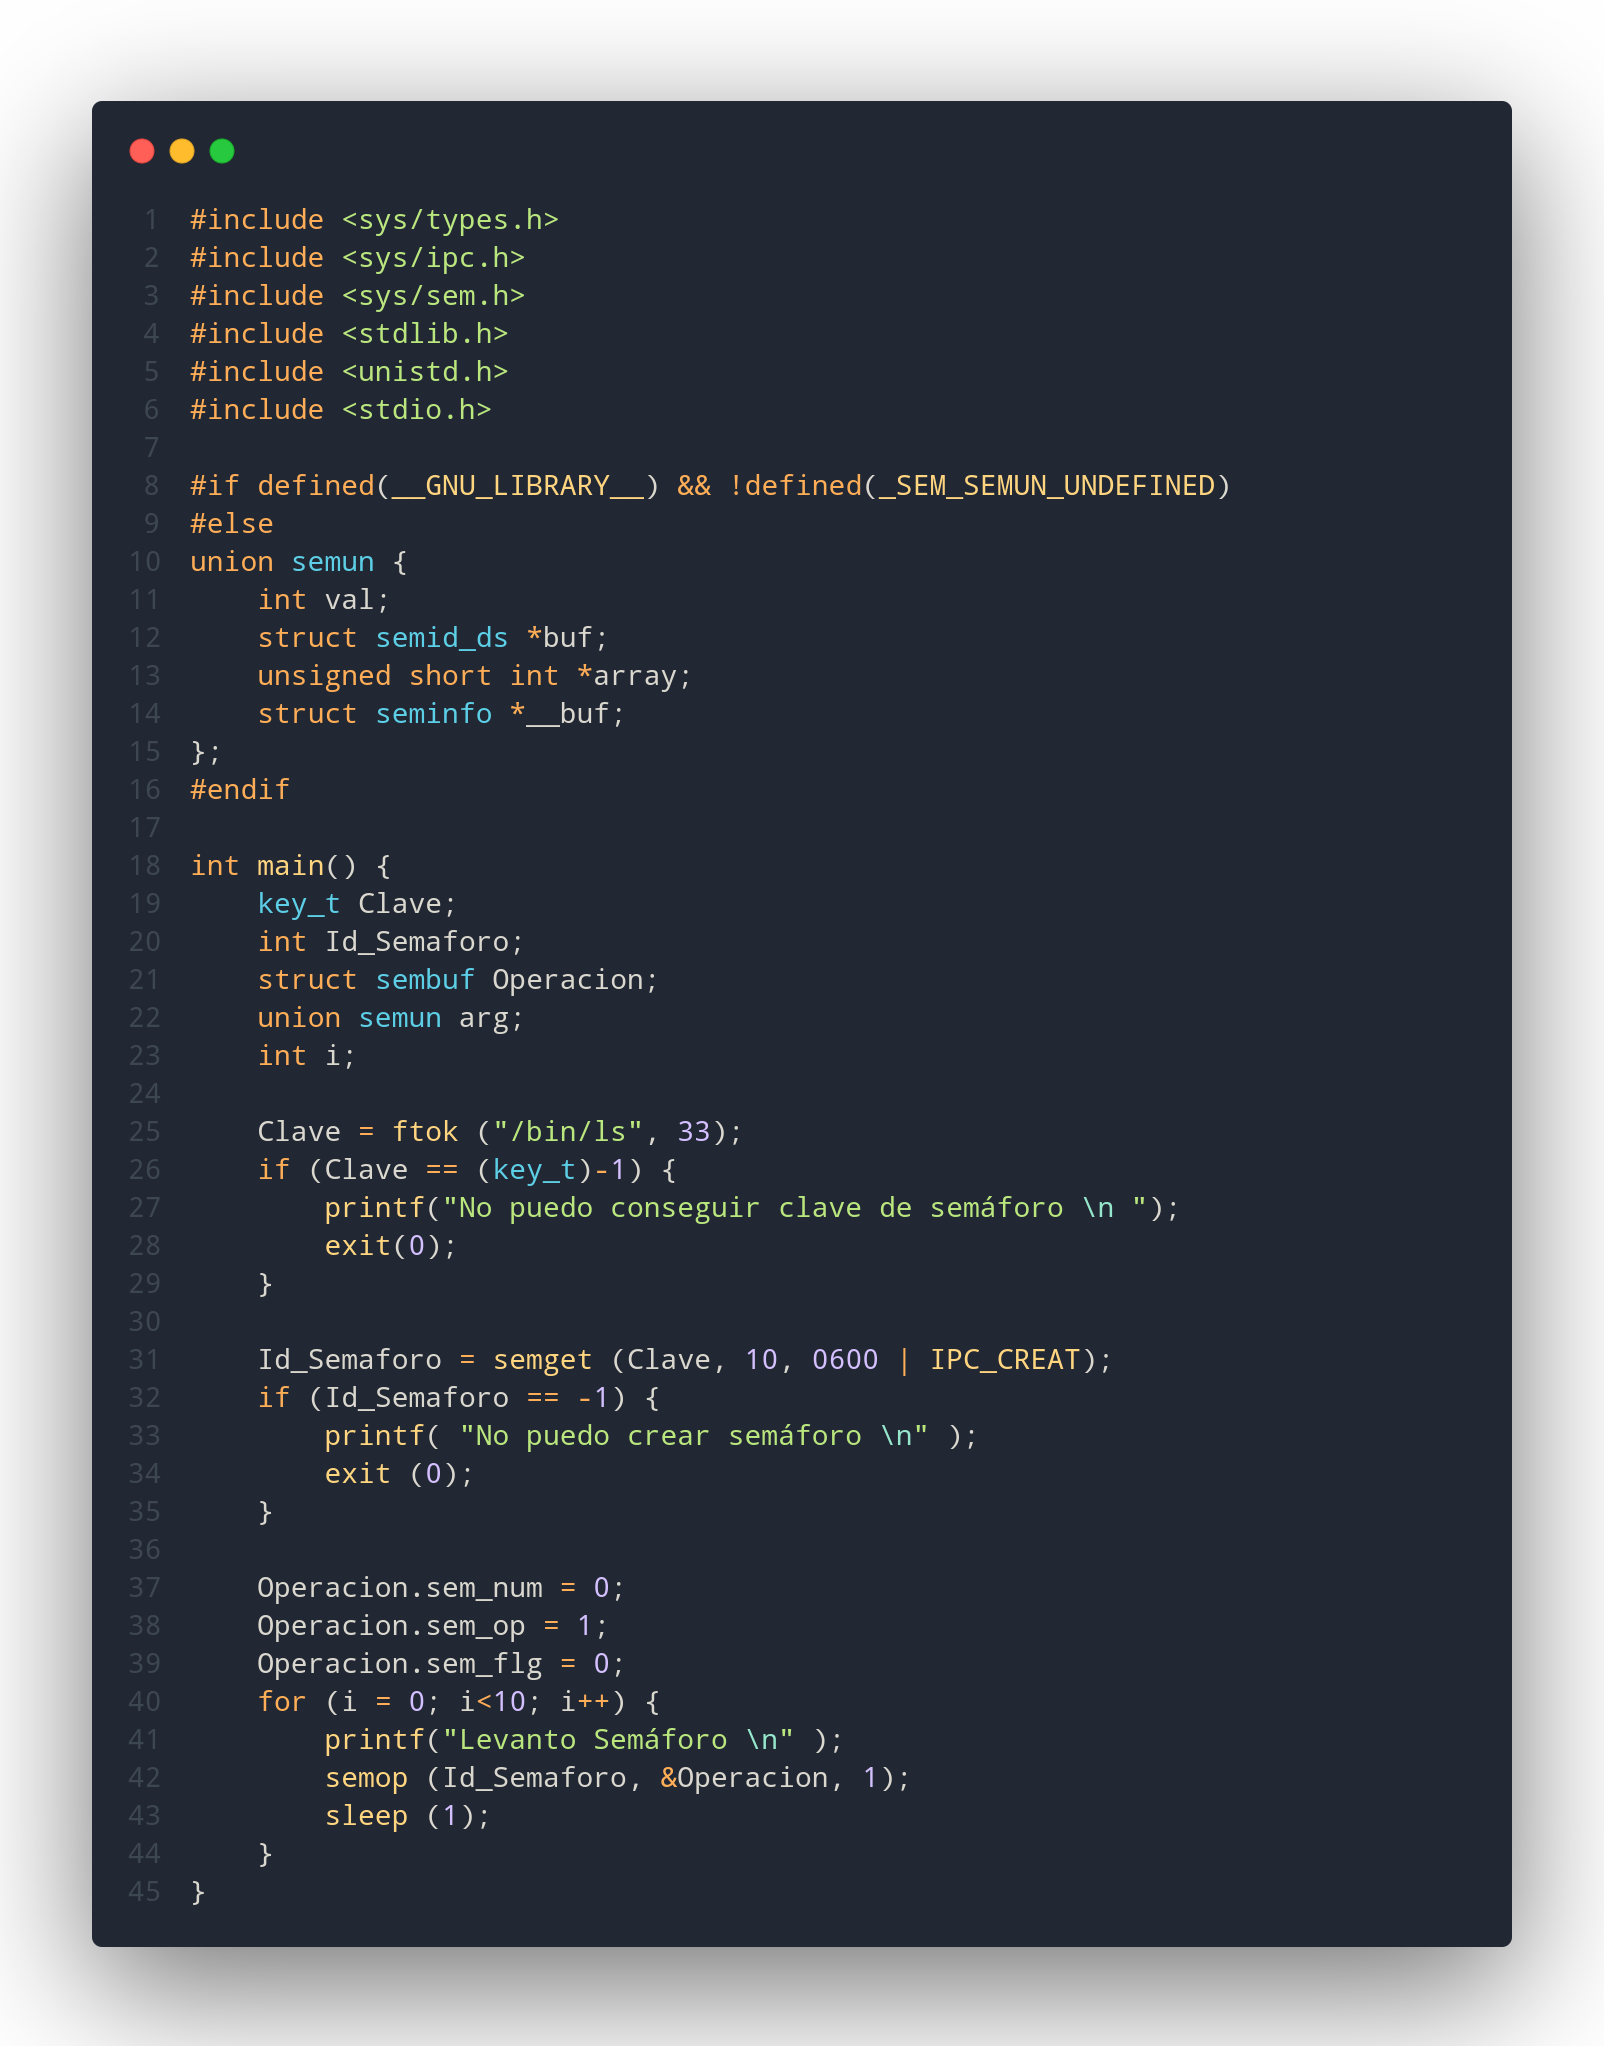 1 #include <sys/types.h>
2 #include <sys/ipc.h>
3 #include <sys/sem.h>
4 #include <stdlib.h>
5 #include <unistd.h>
6 #include <stdio.h>
7
8 #if defined(__GNU_LIBRARY__) && !defined(_SEM_SEMUN_UNDEFINED)
9 #else
10 union semun {
11     int val;
12     struct semid_ds *buf;
13     unsigned short int *array;
14     struct seminfo *__buf;
15 };
16 #endif
17
18 int main() {
19     key_t Clave;
20     int Id_Semaforo;
21     struct sembuf Operacion;
22     union semun arg;
23     int i;
24
25     Clave = ftok ("/bin/ls", 33);
26     if (Clave == (key_t)-1) {
27         printf("No puedo conseguir clave de semáforo \n ");
28         exit(0);
29     }
30
31     Id_Semaforo = semget (Clave, 10, 0600 | IPC_CREAT);
32     if (Id_Semaforo == -1) {
33         printf( "No puedo crear semáforo \n" );
34         exit (0);
35     }
36
37     Operacion.sem_num = 0;
38     Operacion.sem_op = 1;
39     Operacion.sem_flg = 0;
40     for (i = 0; i<10; i++) {
41         printf("Levanto Semáforo \n" );
42         semop (Id_Semaforo, &Operacion, 1);
43         sleep (1);
44     }
45 }